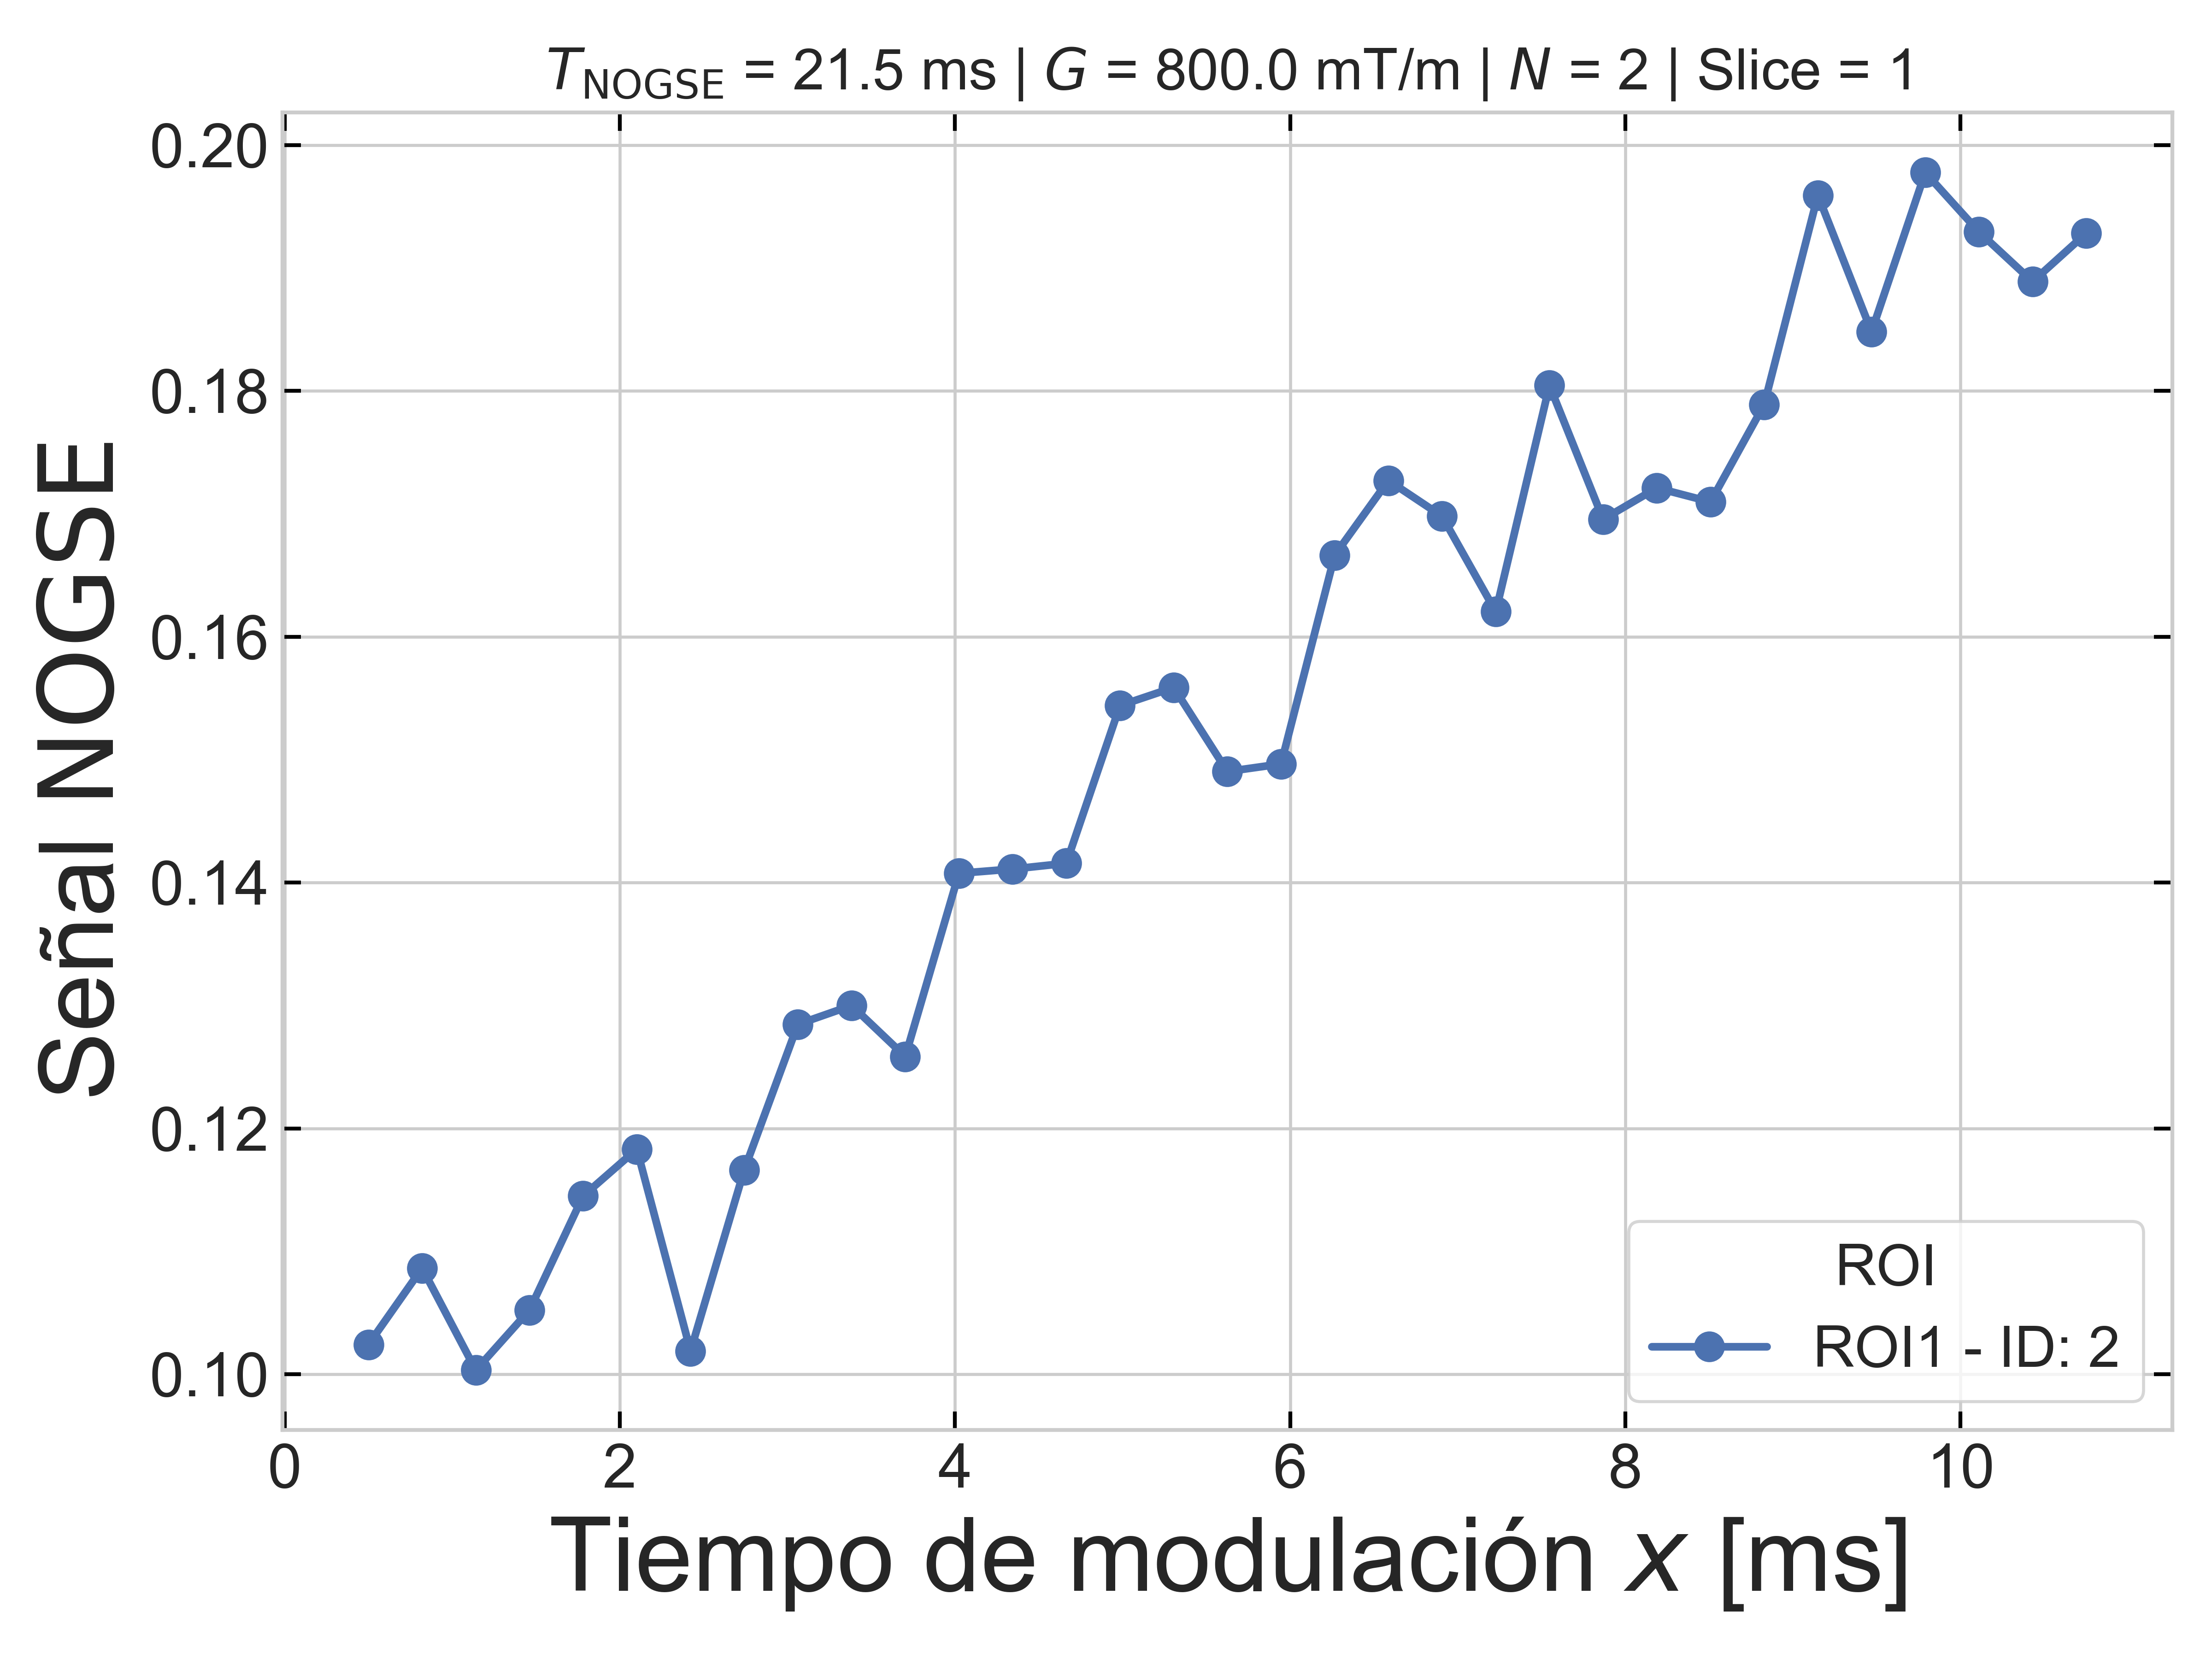 T_NOGSE = 21.5 ms | G = 800.0 mT/m | N = 2 | Slice = 1
0.20
0.18
0.16
0.14
0.12
0.10
Señal NOGSE
ROI
ROI1 - ID: 2
0 2 4 6 8 10
Tiempo de modulación x [ms]